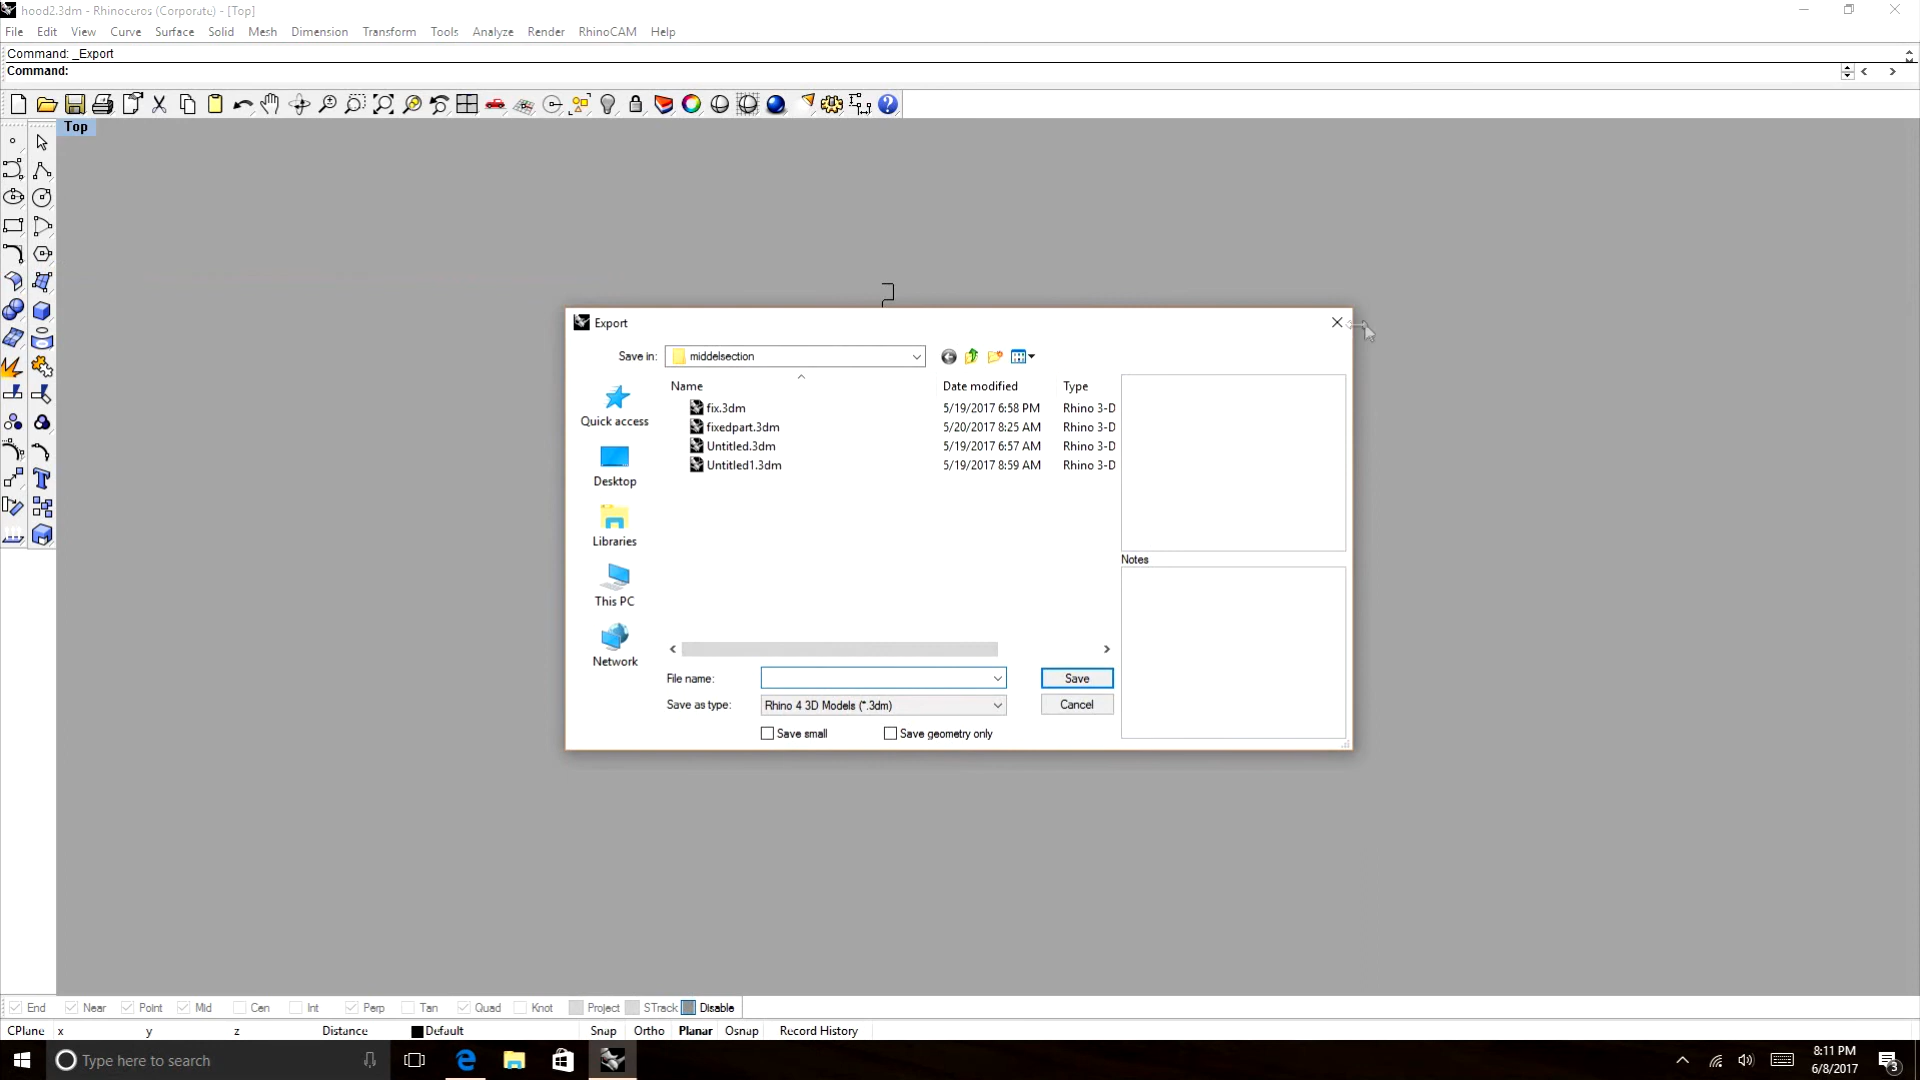 hood2.3dm - Rhinoceros (Corporate) - [Top]
File Edit View Curve Surface Solid Mesh Dimension Transform Tools Analyze Render RhinoCAM Help
Command: _Export
Command:
Top
Export
Save in: middelsection
Name Date modified Type
fix.3dm 5/19/2017 6:58 PM Rhino 3-D
fixedpart.3dm 5/20/2017 8:25 AM Rhino 3-D
Untitled.3dm 5/19/2017 6:57 AM Rhino 3-D
Untitled1.3dm 5/19/2017 8:59 AM Rhino 3-D
Quick access
Desktop
Libraries
This PC
Network
Notes
File name: Save
Save as type: Rhino 4 3D Models (*.3dm) Cancel
Save small Save geometry only
End Near Point Mid Cen Int Perp Tan Quad Knot Project STrack Disable
CPlane x y z Distance Default Snap Ortho Planar Osnap Record History
Type here to search
8:11 PM
6/8/2017
3